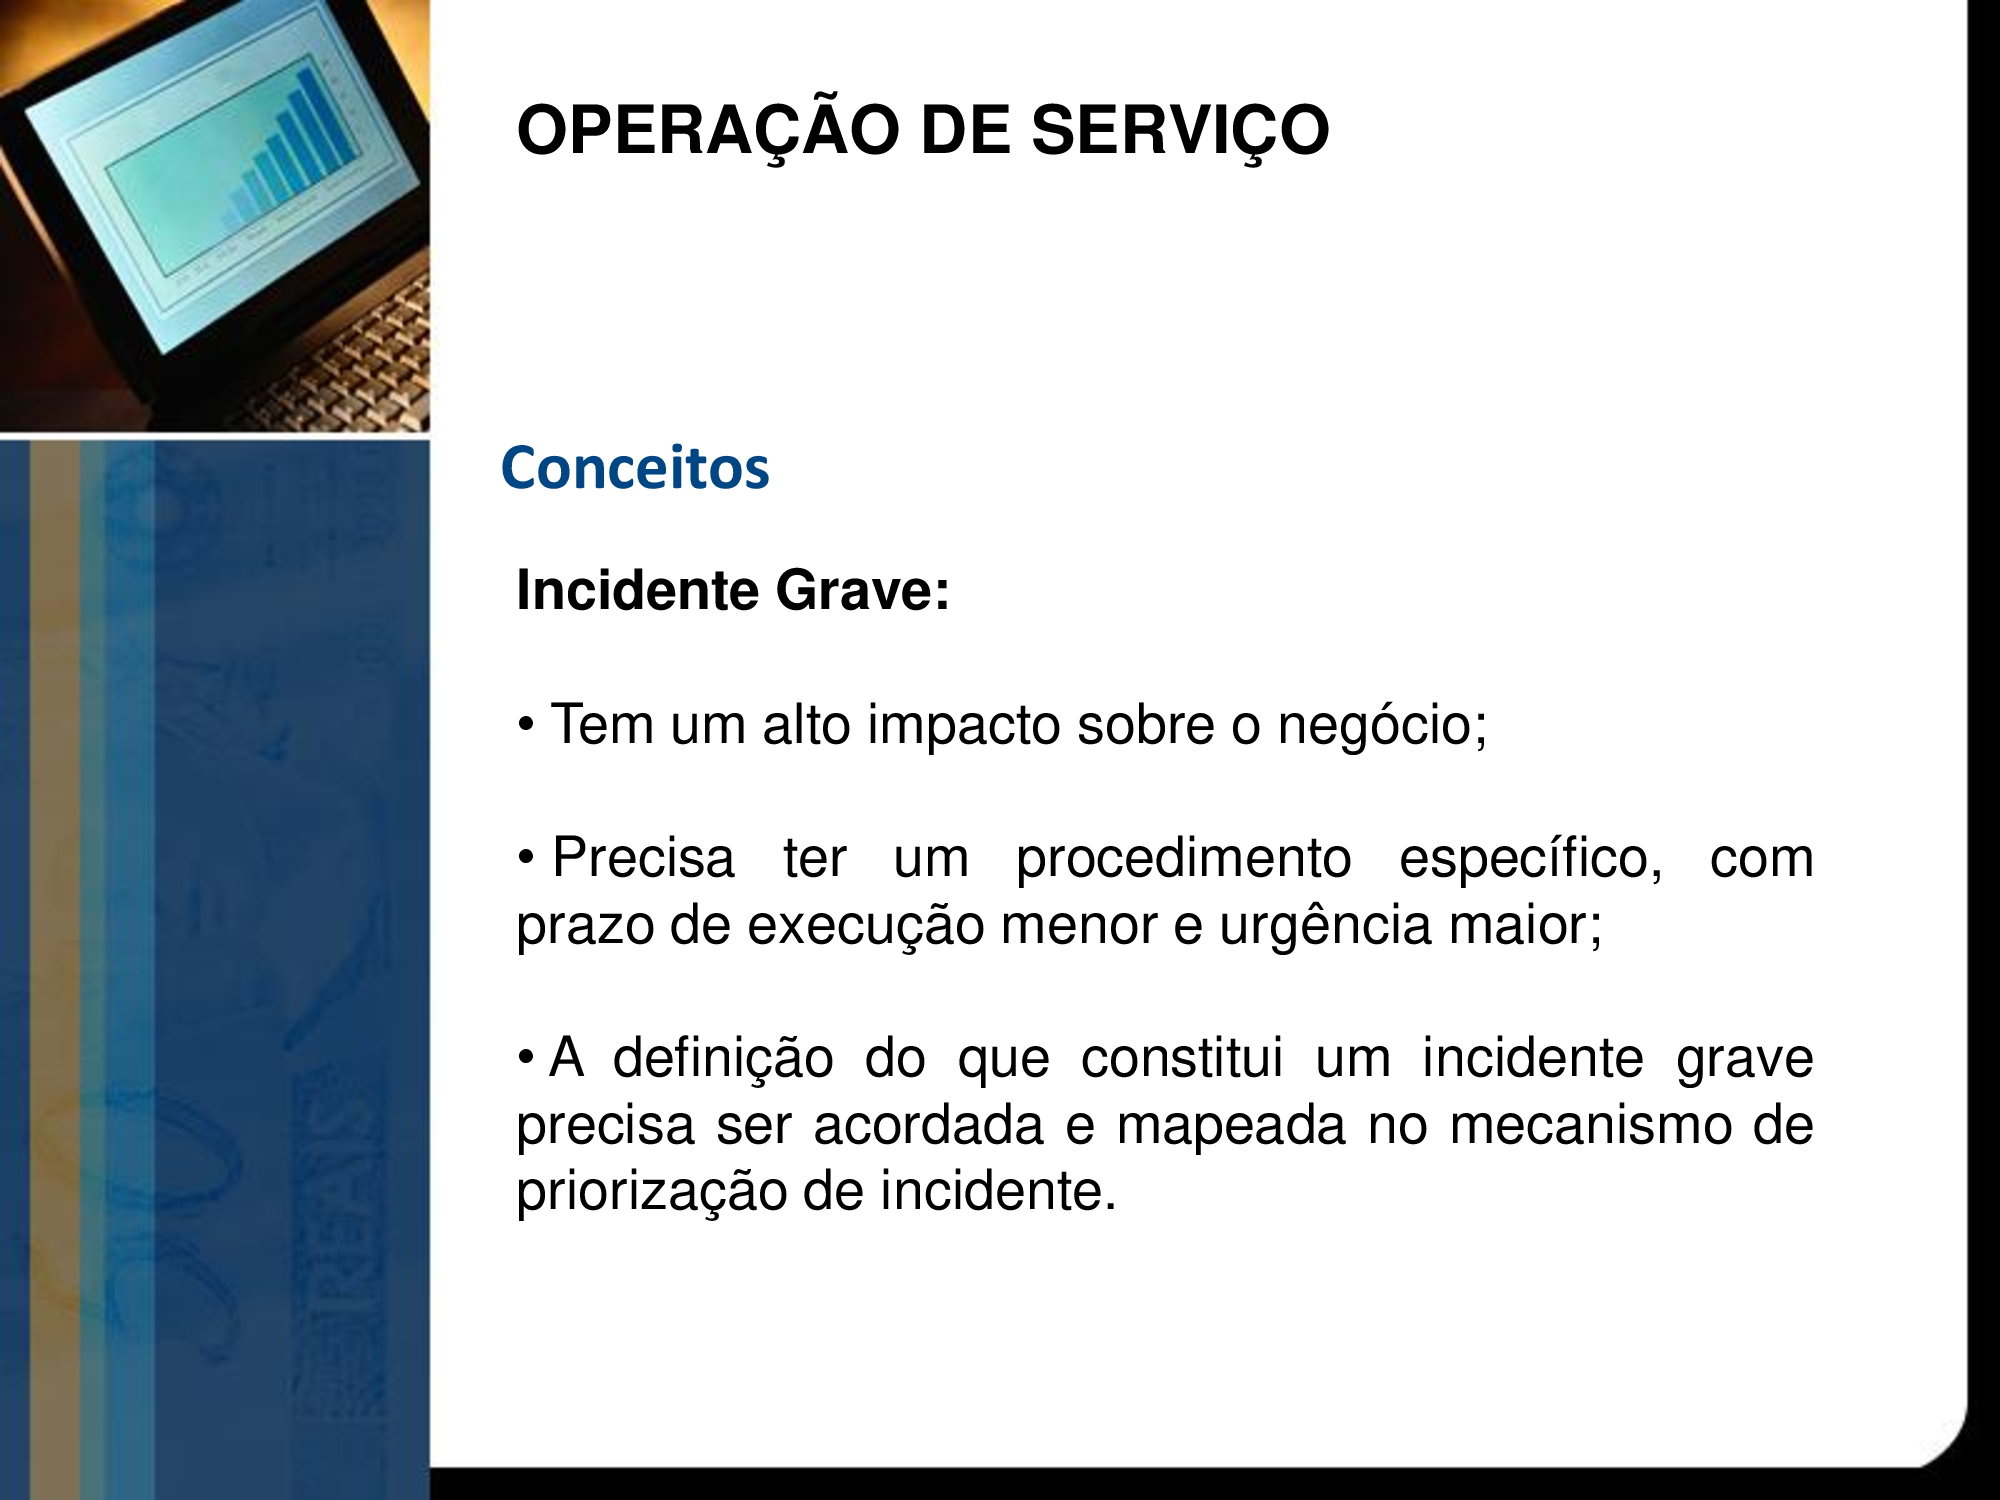 OPERAÇÃO DE SERVIÇO
Conceitos
Incidente Grave:
• Tem um alto impacto sobre o negócio;
• Precisa ter um procedimento específico, com
prazo de execução menor e urgência maior;
• A definição do que constitui um incidente grave
precisa ser acordada e mapeada no mecanismo de
priorização de incidente.
REAIS